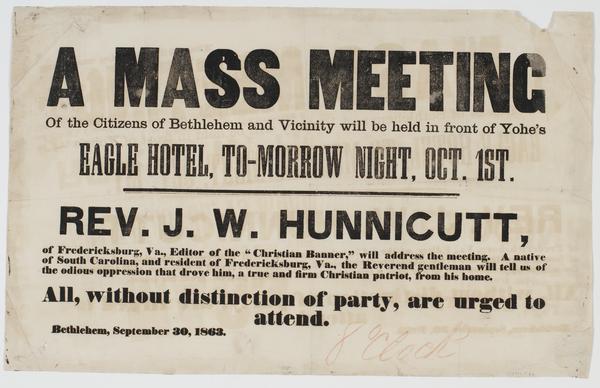 A MASS MEETING
Of the Citizens of Bethlehem and Vicinity will be held in front of Yohe's
EAGLE HOTEL, TO-MORROW NIGHT, OCT. 1ST.
REV. J. W. HUNNICUTT,
of Fredericksburg, Va., Editor of the "Christian Banner," will address the meeting. A native
of South Carolina, and resident of Fredericksburg, Va., the Reverend gentleman will tell us of
the odious oppression that drove him, a true and firm Christian patriot, from his home.
All, without distinction of party, are urged to
attend.
Bethlehem, September 30, 1863.
8 O'Clock